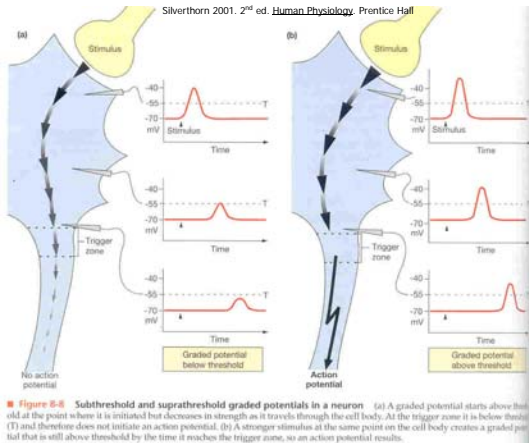 Silverthorn 2001. 2nd ed. Human Physiology. Prentice Hall
(a)
Stimulus
-40
-55
-70
mV
T
Stimulus
Time
-40
-55
-70
mV
T
Time
Trigger
zone
-40
-55
-70
mV
T
Time
No action
potential
Graded potential
below threshold
(b)
Stimulus
-40
-55
-70
mV
T
Stimulus
Time
-40
-55
-70
mV
T
Time
Trigger
zone
-40
-55
-70
mV
T
Time
Action
potential
Graded potential
above threshold
■ Figure 8-8 Subthreshold and suprathreshold graded potentials in a neuron (a) A graded potential starts above
old at the point where it is initiated but decreases in strength as it travels through the cell body. At the trigger zone it is below
(T) and therefore does not initiate an action potential. (b) A stronger stimulus at the same point on the cell body creates a graded
tial that is still above threshold by the time it reaches the trigger zone, so an action potential results.